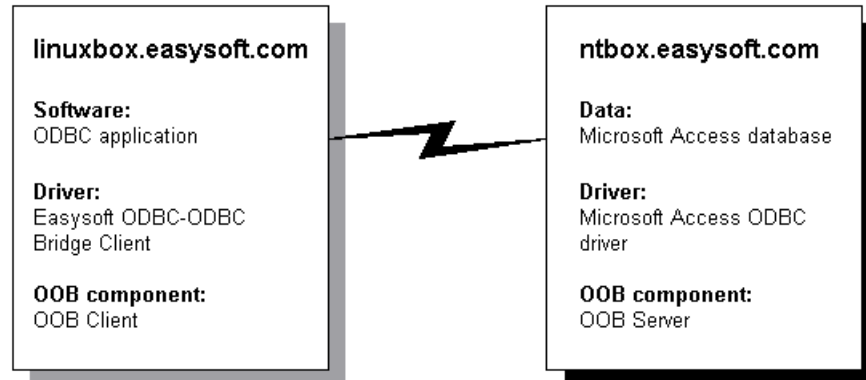 linuxbox.easysoft.com
Software:
ODBC application
Driver:
Easysoft ODBC-ODBC
Bridge Client
OOB component:
OOB Client
ntbox.easysoft.com
Data:
Microsoft Access database
Driver:
Microsoft Access ODBC
driver
OOB component:
OOB Server